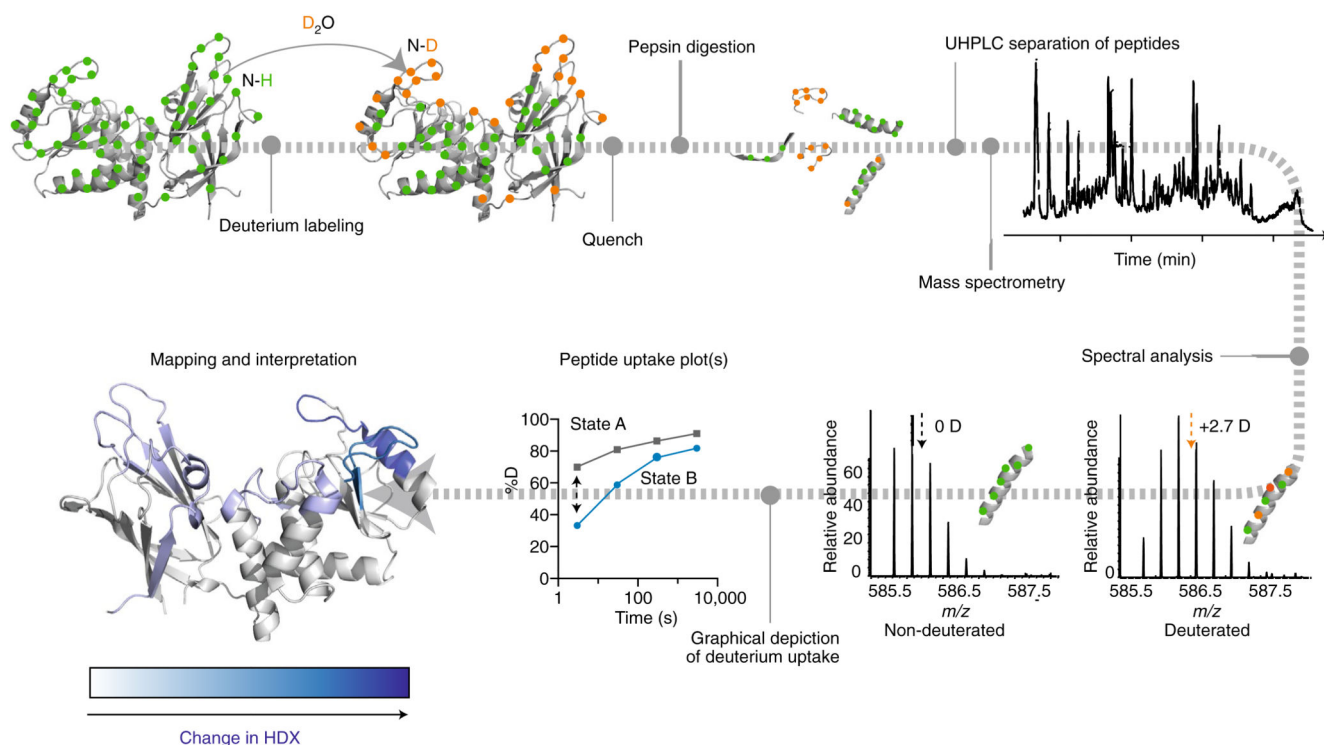 D₂O
N-D
N-H
Pepsin digestion
UHPLC separation of peptides
Deuterium labeling
Quench
Mass spectrometry
Time (min)
Spectral analysis
Mapping and interpretation
Peptide uptake plot(s)
100
80
60
40
20
0
%D
State A
State B
1
100
10,000
Time (s)
Graphical depiction
of deuterium uptake
Relative abundance
60
40
20
0
0 D
585.5
586.5
587.5
m/z
Non-deuterated
Relative abundance
0
+2.7 D
585.5
586.5
587.5
m/z
Deuterated
Change in HDX